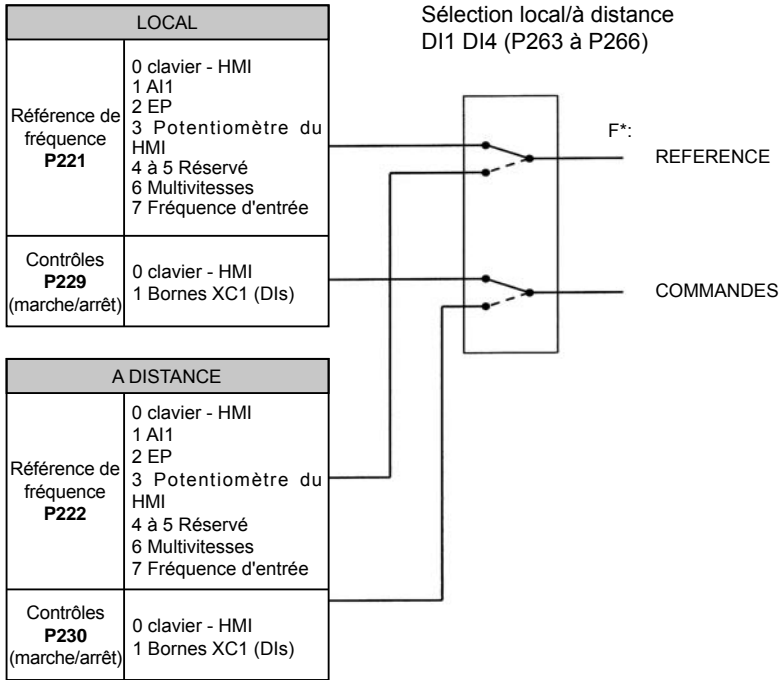 LOCAL
Référence de
fréquence
P221
0 clavier - HMI
1 AI1
2 EP
3 Potentiomètre du
HMI
4 à 5 Réservé
6 Multivitesses
7 Fréquence d'entrée
Contrôles
P229
(marche/arrêt)
0 clavier - HMI
1 Bornes XC1 (DIs)
Sélection local/à distance
DI1 DI4 (P263 à P266)
F*:
REFERENCE
COMMANDES
A DISTANCE
Référence de
fréquence
P222
0 clavier - HMI
1 AI1
2 EP
3 Potentiomètre du
HMI
4 à 5 Réservé
6 Multivitesses
7 Fréquence d'entrée
Contrôles
P230
(marche/arrêt)
0 clavier - HMI
1 Bornes XC1 (DIs)